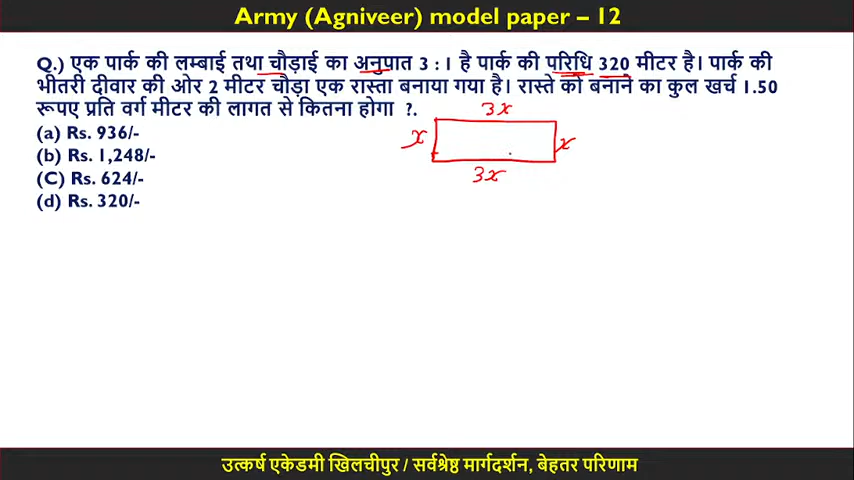 Army (Agniveer) model paper – 12
Q.) एक पार्क की लम्बाई तथा चौड़ाई का अनुपात 3 : 1 है पार्क की परिधि 320 मीटर है। पार्क की
भीतरी दीवार की ओर 2 मीटर चौड़ा एक रास्ता बनाया गया है। रास्ते को बनाने का कुल खर्च 1.50
रूपए प्रति वर्ग मीटर की लागत से कितना होगा ?.
3x
(a) Rs. 936/-
x
x
(b) Rs. 1,248/-
(C) Rs. 624/-
3x
(d) Rs. 320/-
उत्कर्ष एकेडमी खिलचीपुर / सर्वश्रेष्ठ मार्गदर्शन, बेहतर परिणाम